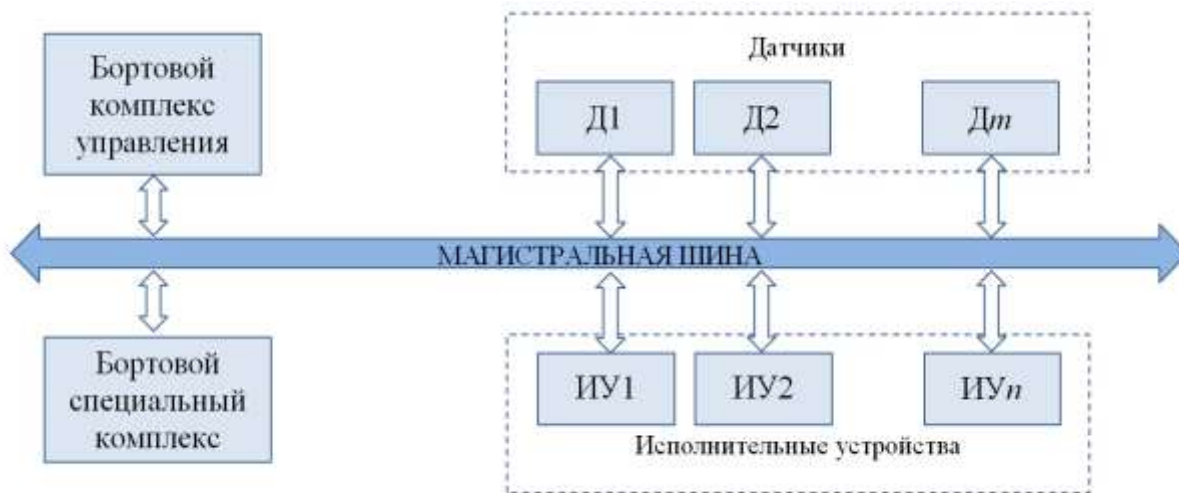 Бортовой
комплекс
управления
Датчики
Д1
Д2
Дm
МАГИСТРАЛЬНАЯ ШИНА
Бортовой
специальный
комплекс
ИУ1
ИУ2
ИУn
Исполнительные устройства